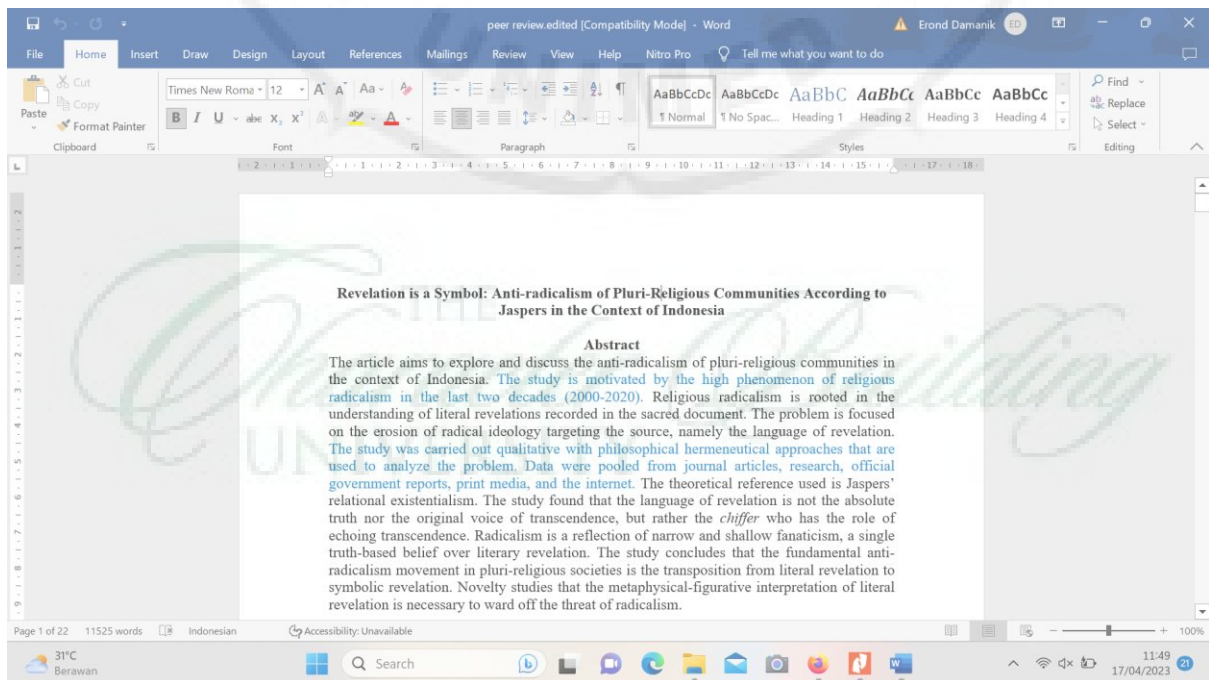 peer review.edited [Compatibility Mode] - Word
Erond Damanik
ED
File Home Insert Draw Design Layout References Mailings Review View Help Nitro Pro Tell me what you want to do
Cut
Copy
Paste
Format Painter
Clipboard
Times New Roma 12
Font
Paragraph
AaBbCcDc AaBbCcDc AaBbC AaBbCc AaBbCc AaBbCc
¶ Normal ¶ No Spac... Heading 1 Heading 2 Heading 3 Heading 4
Styles
Find
Replace
Select
Editing
Revelation is a Symbol: Anti-radicalism of Pluri-Religious Communities According to
Jaspers in the Context of Indonesia
Abstract
The article aims to explore and discuss the anti-radicalism of pluri-religious communities in
the context of Indonesia. The study is motivated by the high phenomenon of religious
radicalism in the last two decades (2000-2020). Religious radicalism is rooted in the
understanding of literal revelations recorded in the sacred document. The problem is focused
on the erosion of radical ideology targeting the source, namely the language of revelation.
The study was carried out qualitative with philosophical hermeneutical approaches that are
used to analyze the problem. Data were pooled from journal articles, research, official
government reports, print media, and the internet. The theoretical reference used is Jaspers’
relational existentialism. The study found that the language of revelation is not the absolute
truth nor the original voice of transcendence, but rather the chiffer who has the role of
echoing transcendence. Radicalism is a reflection of narrow and shallow fanaticism, a single
truth-based belief over literary revelation. The study concludes that the fundamental anti-
radicalism movement in pluri-religious societies is the transposition from literal revelation to
symbolic revelation. Novelty studies that the metaphysical-figurative interpretation of literal
revelation is necessary to ward off the threat of radicalism.
THE
UNIVERSITY
Page 1 of 22 11525 words Indonesian Accessibility: Unavailable 100%
31°C
Berawan
Search
11:49
17/04/2023
21